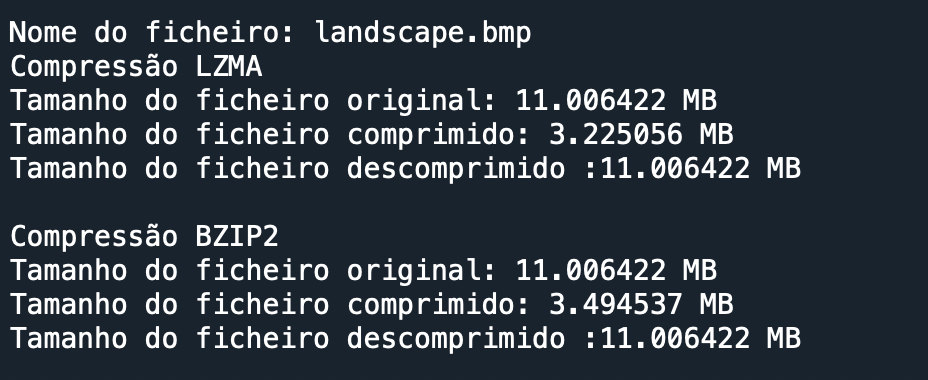 Nome do ficheiro: landscape.bmp
Compressão LZMA
Tamanho do ficheiro original: 11.006422 MB
Tamanho do ficheiro comprimido: 3.225056 MB
Tamanho do ficheiro descomprimido :11.006422 MB
Compressão BZIP2
Tamanho do ficheiro original: 11.006422 MB
Tamanho do ficheiro comprimido: 3.494537 MB
Tamanho do ficheiro descomprimido :11.006422 MB